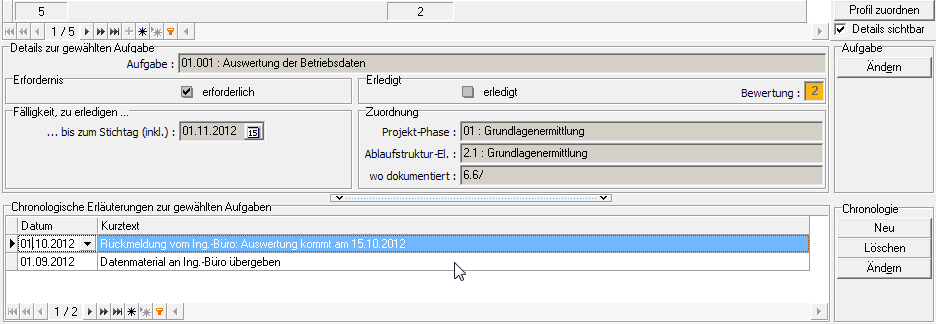 5 2
Profil zuordnen
1 / 5
Details sichtbar
Details zur gewählten Aufgabe
Aufgabe
Aufgabe : 01.001 : Auswertung der Betriebsdaten
Ändern
Erfordernis
Erledigt
erforderlich
erledigt
Bewertung : 2
Fälligkeit, zu erledigen ...
Zuordnung
... bis zum Stichtag (inkl.) : 01.11.2012 15
Projekt-Phase : 01 : Grundlagenermittlung
Ablaufstruktur-El. : 2.1 : Grundlagenermittlung
wo dokumentiert : 6.6/
Chronologische Erläuterungen zur gewählten Aufgaben
Chronologie
Datum Kurztext
Neu
01.10.2012 Rückmeldung vom Ing.-Büro: Auswertung kommt am 15.10.2012
Löschen
01.09.2012 Datenmaterial an Ing.-Büro übergeben
Ändern
1 / 2